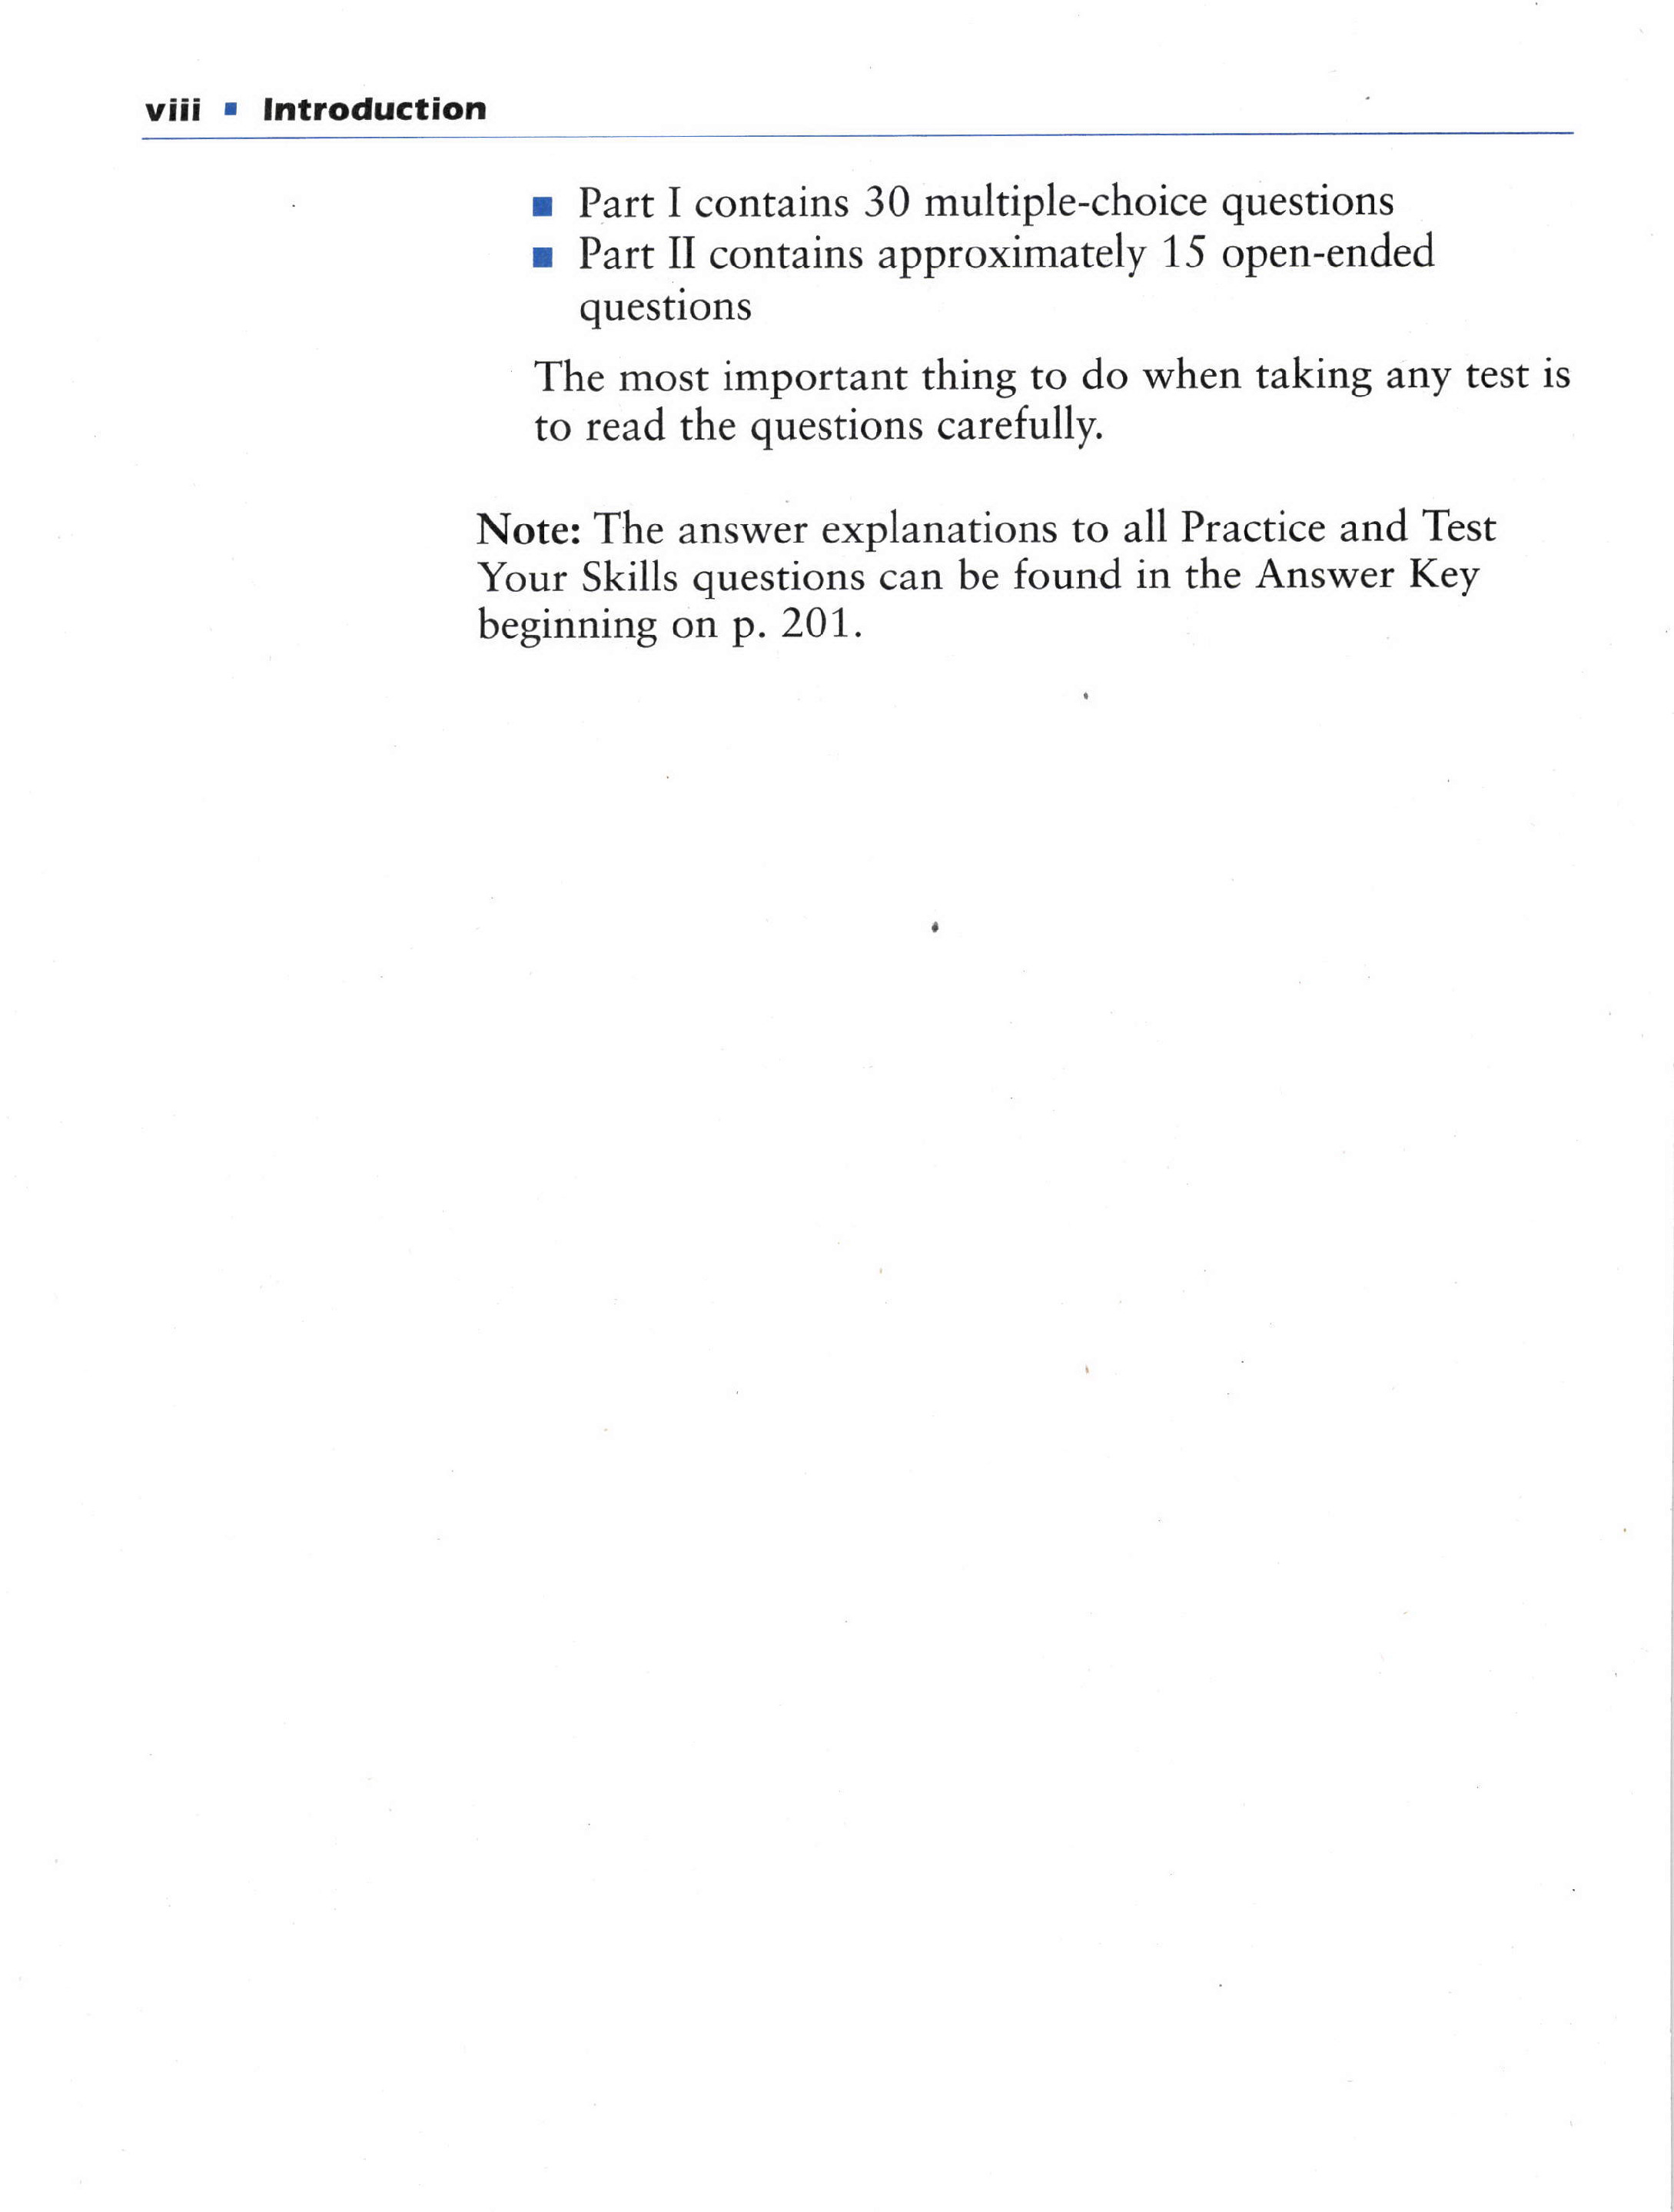 viii ▪ Introduction
▪ Part I contains 30 multiple-choice questions
▪ Part II contains approximately 15 open-ended
questions
The most important thing to do when taking any test is
to read the questions carefully.
Note: The answer explanations to all Practice and Test
Your Skills questions can be found in the Answer Key
beginning on p. 201.